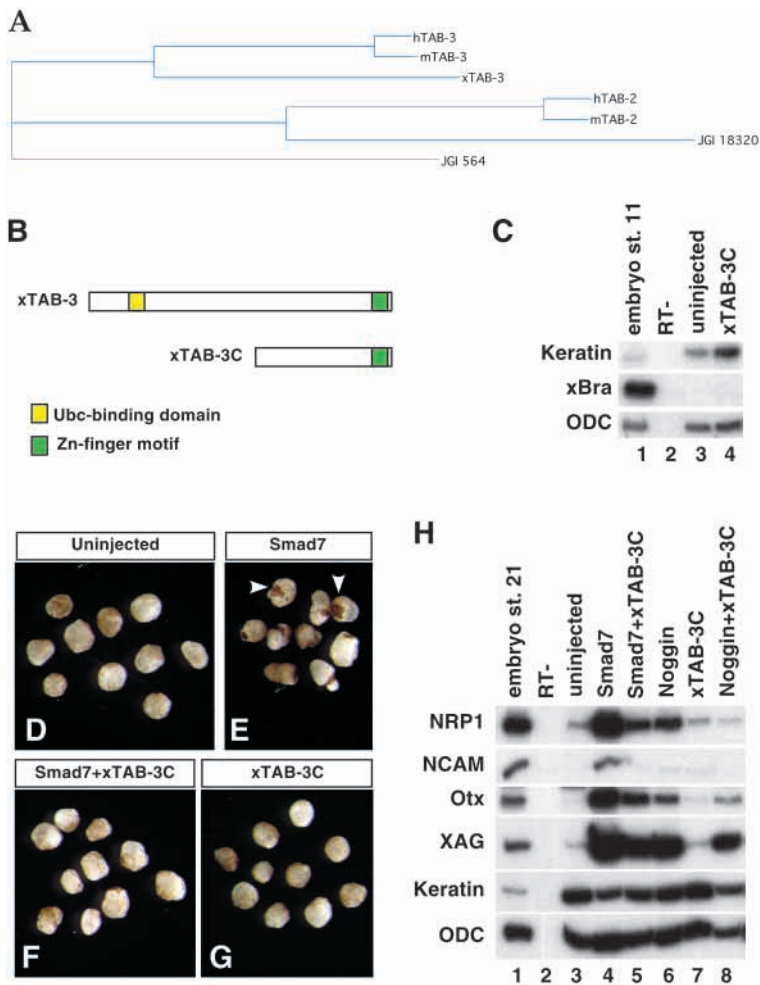 A
hTAB-3
mTAB-3
xTAB-3
hTAB-2
mTAB-2
JGI 18320
JGI 564
B
xTAB-3
xTAB-3C
Ubc-binding domain
Zn-finger motif
C
embryo st. 11
RT-
uninjected
xTAB-3C
Keratin
xBra
ODC
1 2 3 4
Uninjected
D
Smad7
E
Smad7+xTAB-3C
F
xTAB-3C
G
H
embryo st. 21
RT-
uninjected
Smad7
Smad7+xTAB-3C
Noggin
xTAB-3C
Noggin+xTAB-3C
NRP1
NCAM
Otx
XAG
Keratin
ODC
1 2 3 4 5 6 7 8